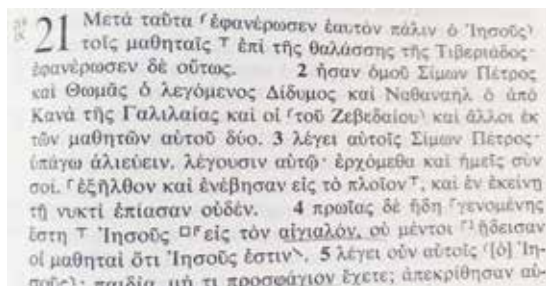 21 Μετὰ ταῦτα ⸂ἐφανέρωσεν ἑαυτὸν πάλιν ὁ Ἰησοῦς⸃
τοῖς μαθηταῖς ⸆ ἐπὶ τῆς θαλάσσης τῆς Τιβεριάδος·
ἐφανέρωσεν δὲ οὕτως. 2 ἦσαν ὁμοῦ Σίμων Πέτρος
καὶ Θωμᾶς ὁ λεγόμενος Δίδυμος καὶ Ναθαναὴλ ὁ ἀπὸ
Κανὰ τῆς Γαλιλαίας καὶ οἱ ⸂τοῦ Ζεβεδαίου⸃ καὶ ἄλλοι ἐκ
τῶν μαθητῶν αὐτοῦ δύο. 3 λέγει αὐτοῖς Σίμων Πέτρος·
ὑπάγω ἁλιεύειν. λέγουσιν αὐτῷ· ἐρχόμεθα καὶ ἡμεῖς σὺν
σοί. ⸀ἐξῆλθον καὶ ἐνέβησαν εἰς τὸ πλοῖον⸆, καὶ ἐν ἐκείνῃ
τῇ νυκτὶ ἐπίασαν οὐδέν. 4 πρωΐας δὲ ἤδη ⸀γενομένης
ἔστη ⸆ Ἰησοῦς ⸋⸀εἰς τὸν αἰγιαλόν, οὐ μέντοι ⸀¹ᾔδεισαν
οἱ μαθηταὶ ὅτι Ἰησοῦς ἐστιν⸌. 5 λέγει οὖν αὐτοῖς ⸂[ὁ] Ἰη-
σοῦς⸃· παιδία, μή τι προσφάγιον ἔχετε; ἀπεκρίθησαν αὐ-